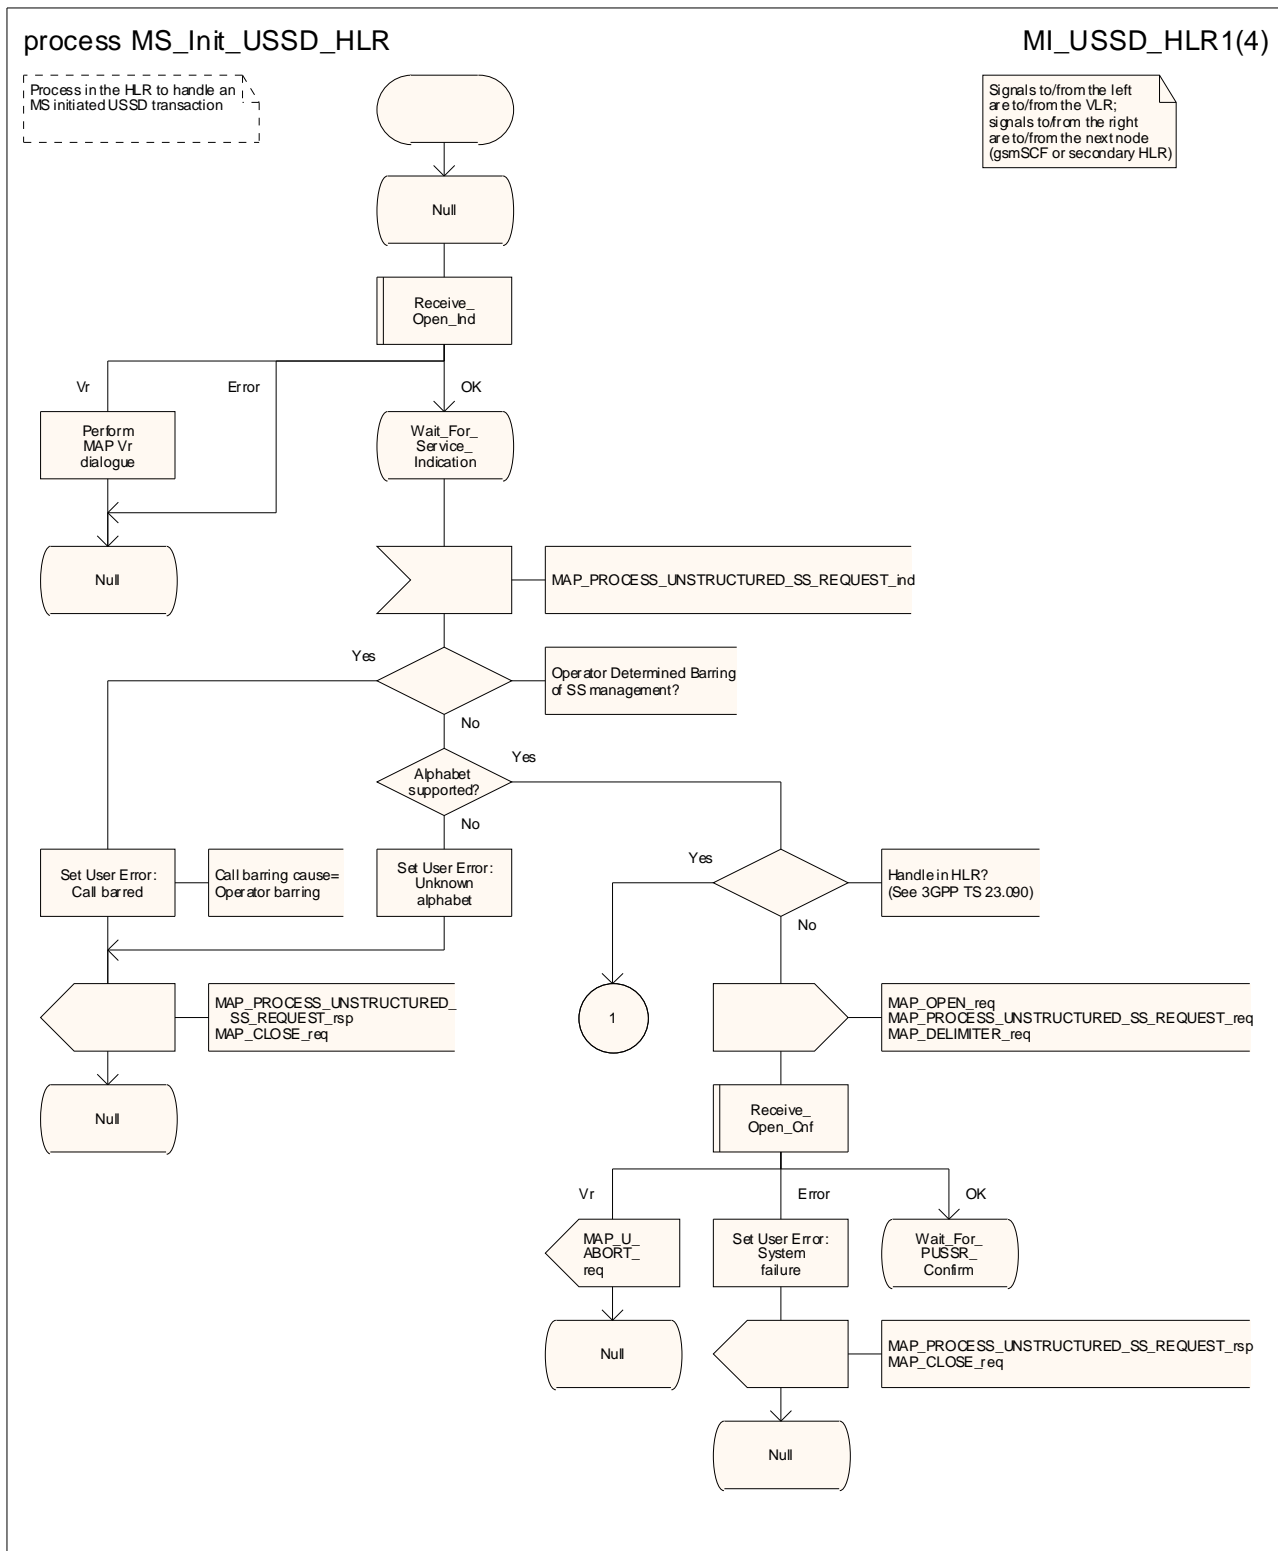 process MS_Init_USSD_HLR
MI_USSD_HLR1(4)
Process in the HLR to handle an
MS initiated USSD transaction
Signals to/from the left
are to/from the VLR;
signals to/from the right
are to/from the next node
(gsmSCF or secondary HLR)
Null
Receive_
Open_Ind
Vr
Error
OK
Perform
MAP Vr
dialogue
Wait_For_
Service_
Indication
Null
MAP_PROCESS_UNSTRUCTURED_SS_REQUEST_ind
Yes
Operator Determined Barring
of SS management?
No
Yes
Alphabet
supported?
No
Yes
Set User Error:
Call barred
Call barring cause=
Operator barring
Set User Error:
Unknown
alphabet
Handle in HLR?
(See 3GPP TS 23.090)
No
MAP_PROCESS_UNSTRUCTURED_
SS_REQUEST_rsp
MAP_CLOSE_req
1
MAP_OPEN_req
MAP_PROCESS_UNSTRUCTURED_SS_REQUEST_req
MAP_DELIMITER_req
Null
Receive_
Open_Cnf
Vr
Error
OK
MAP_U_
ABORT_
req
Set User Error:
System
failure
Wait_For_
PUSSR_
Confirm
Null
MAP_PROCESS_UNSTRUCTURED_SS_REQUEST_rsp
MAP_CLOSE_req
Null